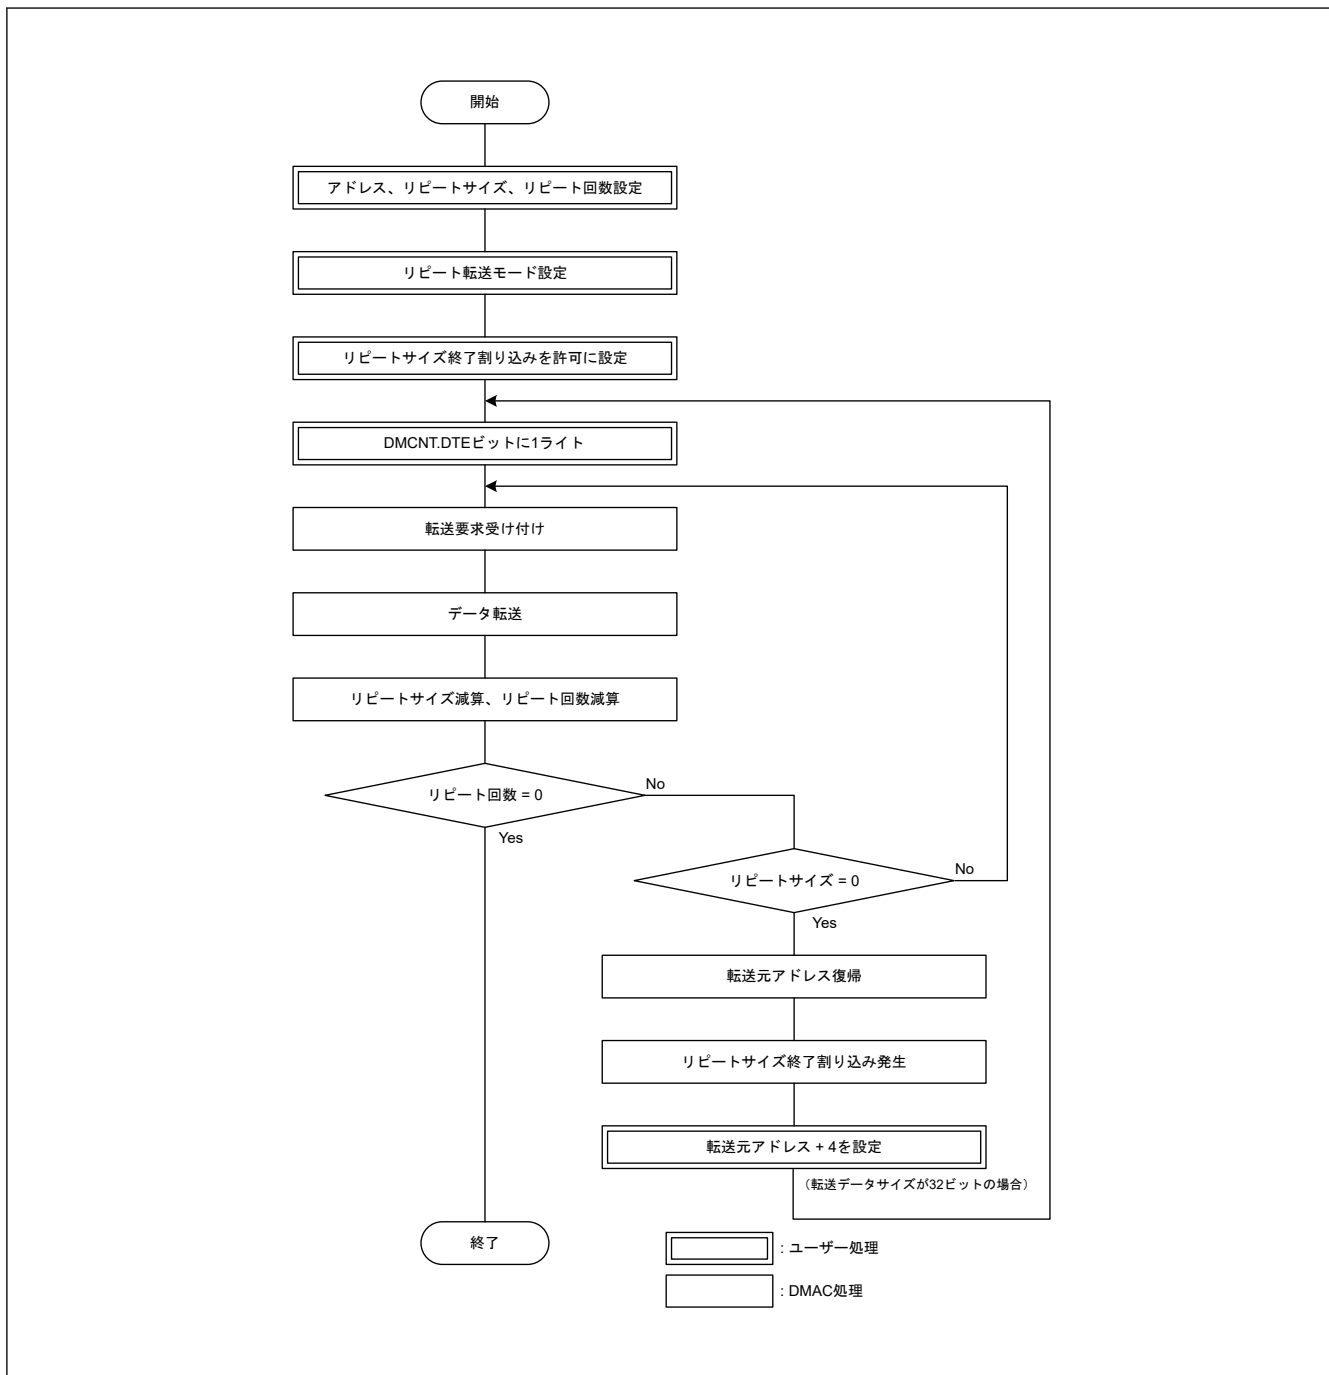 開始
アドレス、リピートサイズ、リピート回数設定
リピート転送モード設定
リピートサイズ終了割り込みを許可に設定
DMCNT.DTEビットに1ライト
転送要求受け付け
データ転送
リピートサイズ減算、リピート回数減算
リピート回数 = 0
No
Yes
リピートサイズ = 0
No
Yes
転送元アドレス復帰
リピートサイズ終了割り込み発生
転送元アドレス + 4を設定
（転送データサイズが32ビットの場合）
終了
: ユーザー処理
: DMAC処理